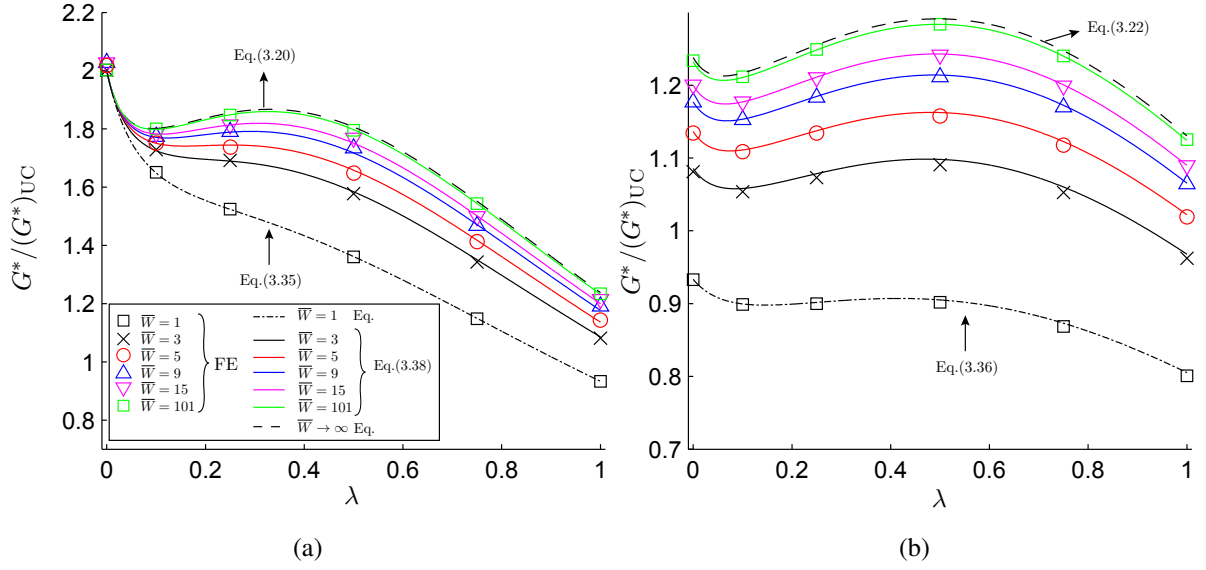 2.2
2
1.8
1.6
1.4
1.2
1
0.8
G*/(G*)UC
Eq.(3.20)
Eq.(3.35)
W̅ = 1
W̅ = 3
W̅ = 5
W̅ = 9
W̅ = 15
W̅ = 101
FE
W̅ = 1 Eq.
W̅ = 3
W̅ = 5
W̅ = 9
W̅ = 15
W̅ = 101
W̅ → ∞ Eq.
Eq.(3.38)
0 0.2 0.4 0.6 0.8 1
λ
(a)
1.2
1.1
1
0.9
0.8
0.7
G*/(G*)UC
Eq.(3.22)
Eq.(3.36)
0 0.2 0.4 0.6 0.8 1
λ
(b)